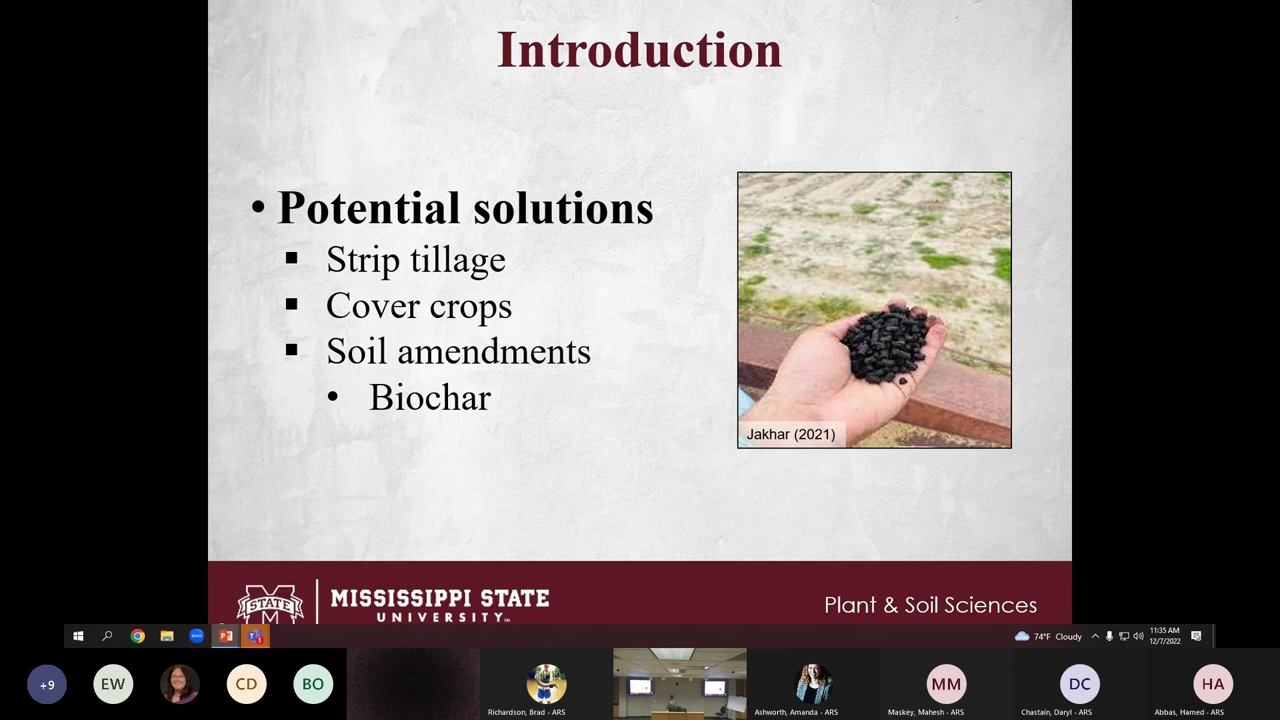 Introduction
• Potential solutions
▪ Strip tillage
▪ Cover crops
▪ Soil amendments
• Biochar
Jakhar (2021)
STATE
M
MISSISSIPPI STATE
UNIVERSITY™
Plant & Soil Sciences
74°F Cloudy
11:35 AM
12/7/2022
+9
EW
CD
BO
MM
DC
HA
Richardson, Brad - ARS
Ashworth, Amanda - ARS
Maskey, Mahesh - ARS
Chastain, Daryl - ARS
Abbas, Hamed - ARS